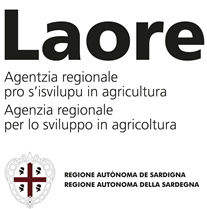 Laore
Agentzia regionale
pro s'isvilupu in agricultura
Agenzia regionale
per lo sviluppo in agricoltura
REGIONE AUTÒNOMA DE SARDIGNA
REGIONE AUTONOMA DELLA SARDEGNA